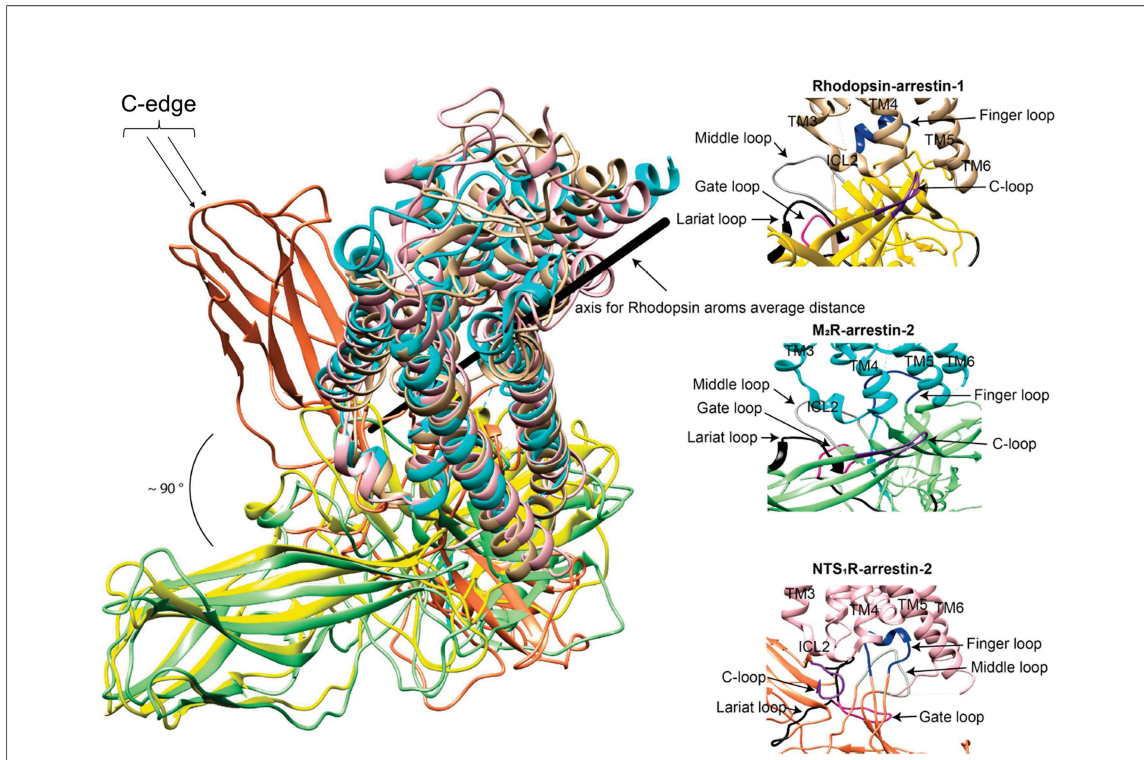 C-edge
~ 90 °
axis for Rhodopsin aroms average distance
Rhodopsin-arrestin-1
TM4
TM3
Finger loop
Middle loop
TM5
ICL2
TM6
Gate loop
C-loop
Lariat loop
M₂R-arrestin-2
TM3
TM5
TM6
TM4
Middle loop
Finger loop
ICL2
Gate loop
Lariat loop
C-loop
NTS₁R-arrestin-2
TM3
TM4
TM5
TM6
ICL2
Finger loop
Middle loop
C-loop
Lariat loop
Gate loop